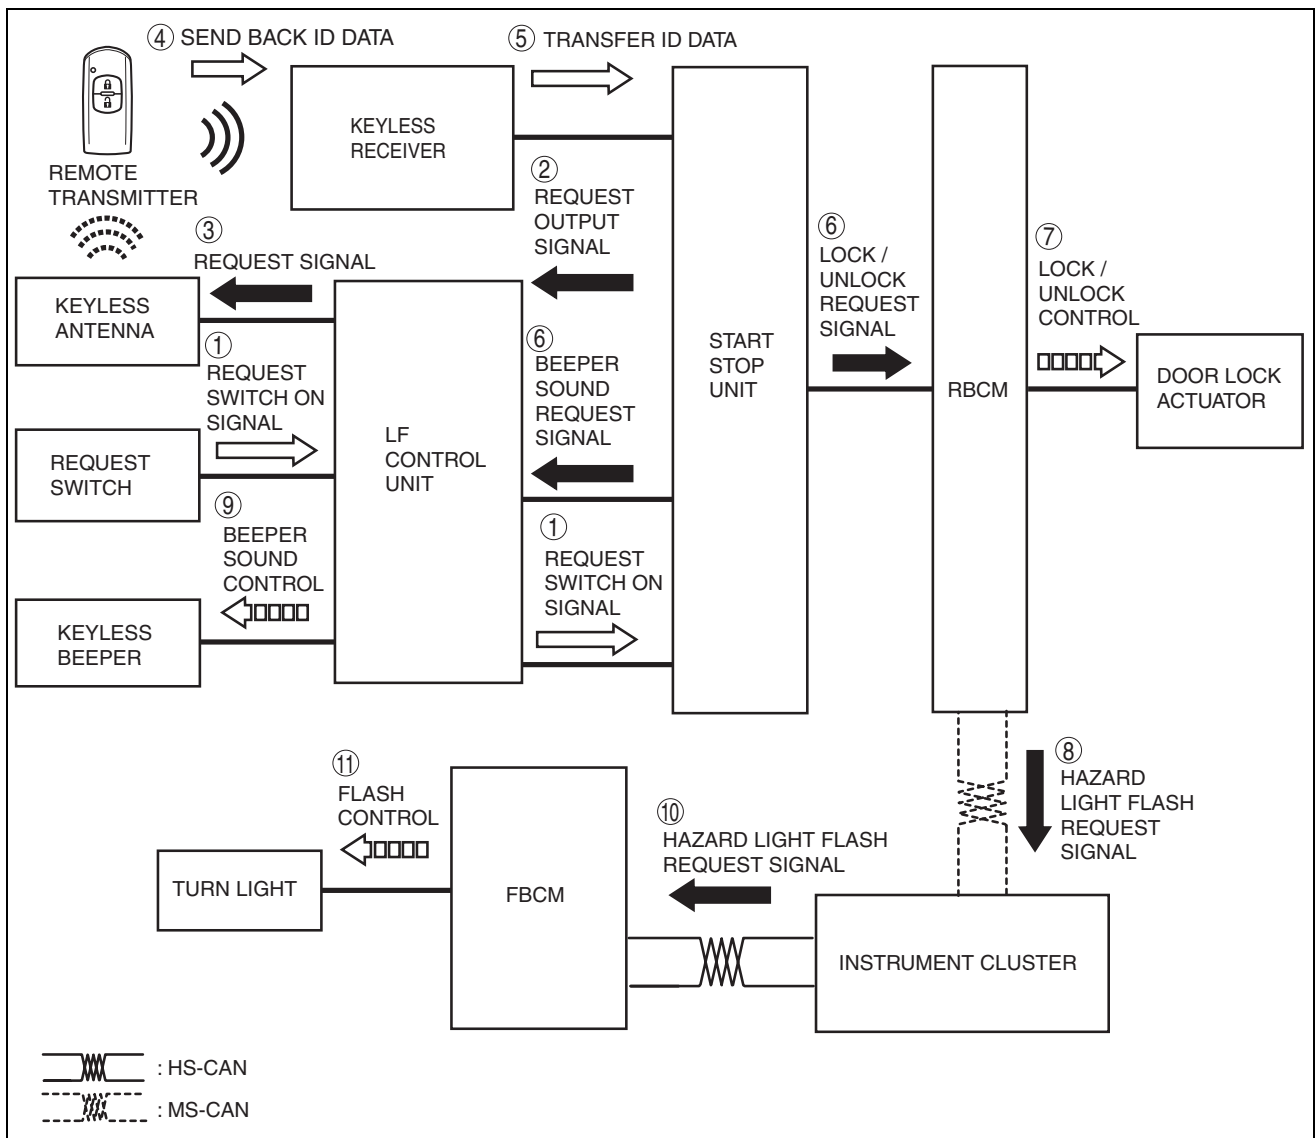 ④ SEND BACK ID DATA
⑤ TRANSFER ID DATA
KEYLESS
RECEIVER
REMOTE
TRANSMITTER
②
REQUEST
OUTPUT
SIGNAL
③
REQUEST SIGNAL
KEYLESS
ANTENNA
①
REQUEST
SWITCH ON
SIGNAL
REQUEST
SWITCH
⑨
BEEPER
SOUND
CONTROL
KEYLESS
BEEPER
LF
CONTROL
UNIT
⑥
BEEPER
SOUND
REQUEST
SIGNAL
①
REQUEST
SWITCH ON
SIGNAL
START
STOP
UNIT
⑥
LOCK /
UNLOCK
REQUEST
SIGNAL
RBCM
⑦
LOCK /
UNLOCK
CONTROL
DOOR LOCK
ACTUATOR
⑧
HAZARD
LIGHT FLASH
REQUEST
SIGNAL
⑪
FLASH
CONTROL
TURN LIGHT
FBCM
⑩
HAZARD LIGHT FLASH
REQUEST SIGNAL
INSTRUMENT CLUSTER
: HS-CAN
: MS-CAN